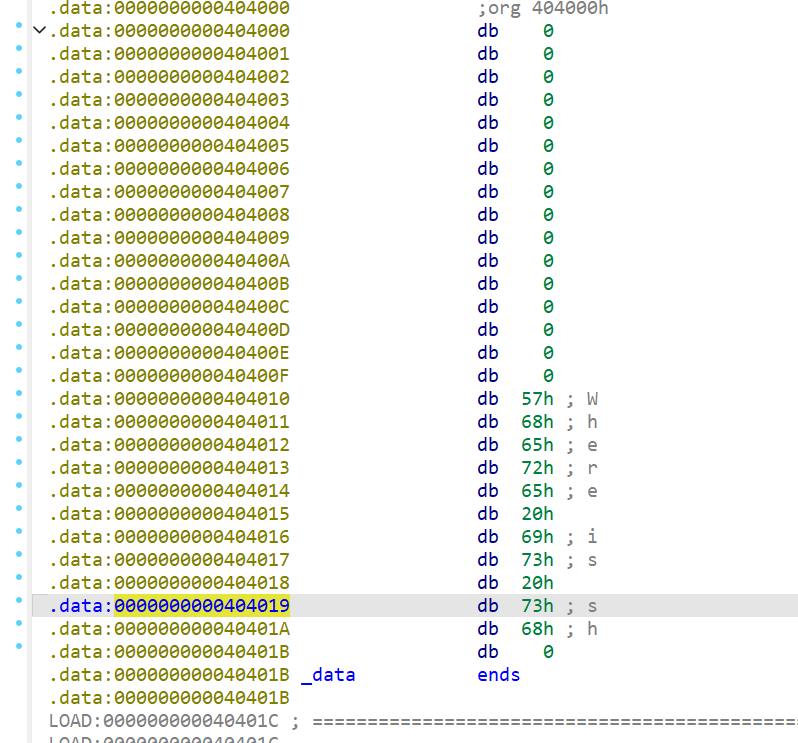 .data:0000000000404000 ;org 404000h
.data:0000000000404000 db 0
.data:0000000000404001 db 0
.data:0000000000404002 db 0
.data:0000000000404003 db 0
.data:0000000000404004 db 0
.data:0000000000404005 db 0
.data:0000000000404006 db 0
.data:0000000000404007 db 0
.data:0000000000404008 db 0
.data:0000000000404009 db 0
.data:000000000040400A db 0
.data:000000000040400B db 0
.data:000000000040400C db 0
.data:000000000040400D db 0
.data:000000000040400E db 0
.data:000000000040400F db 0
.data:0000000000404010 db 57h ; W
.data:0000000000404011 db 68h ; h
.data:0000000000404012 db 65h ; e
.data:0000000000404013 db 72h ; r
.data:0000000000404014 db 65h ; e
.data:0000000000404015 db 20h
.data:0000000000404016 db 69h ; i
.data:0000000000404017 db 73h ; s
.data:0000000000404018 db 20h
.data:0000000000404019 db 73h ; s
.data:000000000040401A db 68h ; h
.data:000000000040401B db 0
.data:000000000040401B _data ends
.data:000000000040401B
LOAD:000000000040401C ; =============================================
LOAD:000000000040401C